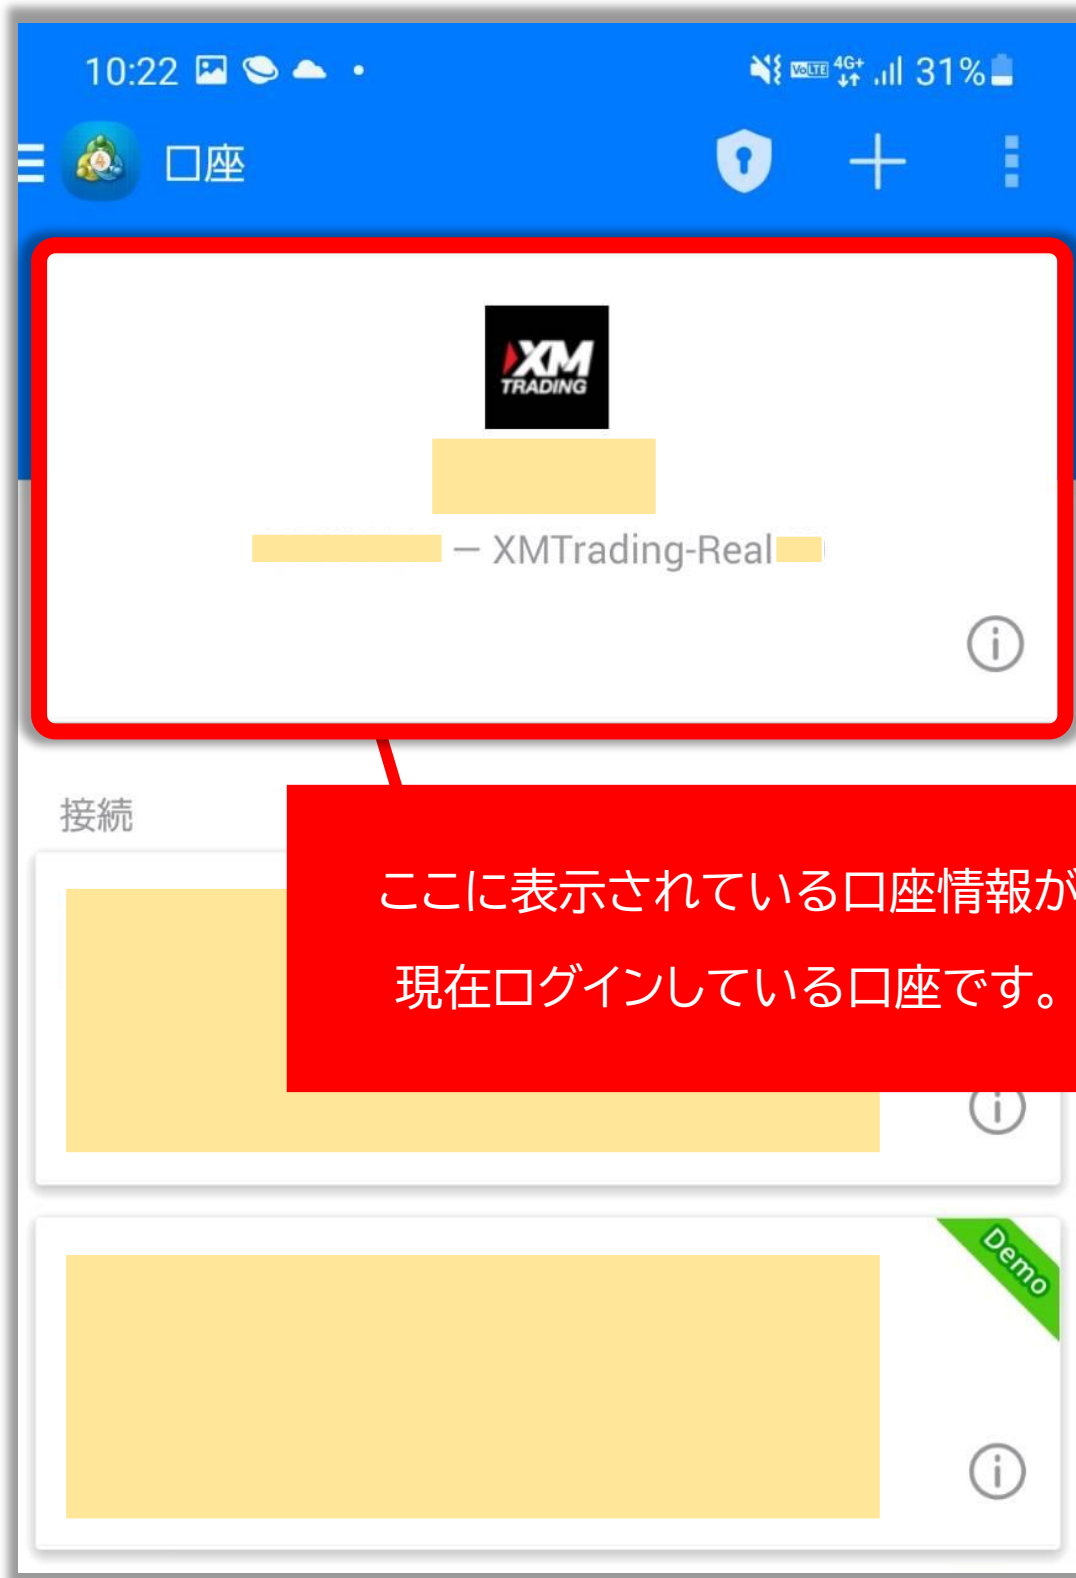 10:22
VoLTE 4G+ 31%
口座
XM
TRADING
— XMTrading-Real
接続
ここに表示されている口座情報が
現在ログインしている口座です。
Demo